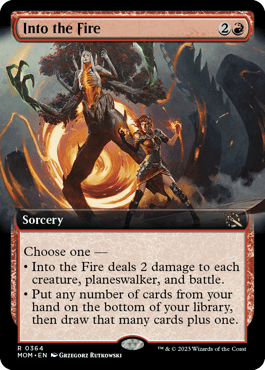 Into the Fire 2
Sorcery
Choose one —
• Into the Fire deals 2 damage to each
creature, planeswalker, and battle.
• Put any number of cards from your
hand on the bottom of your library,
then draw that many cards plus one.
R 0364
MOM • EN GRZEGORZ RUTKOWSKI ™ & © 2023 Wizards of the Coast